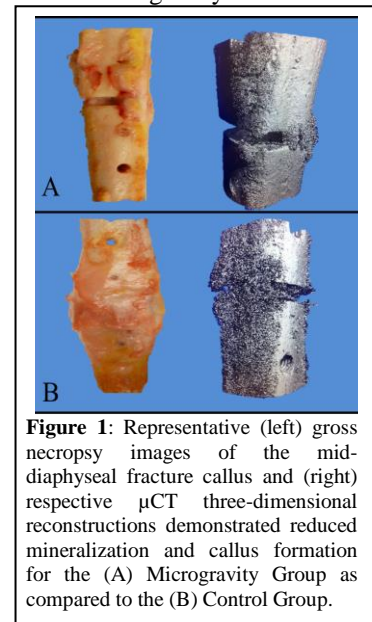 A
B
Figure 1: Representative (left) gross
necropsy images of the mid-
diaphyseal fracture callus and (right)
respective μCT three-dimensional
reconstructions demonstrated reduced
mineralization and callus formation
for the (A) Microgravity Group as
compared to the (B) Control Group.